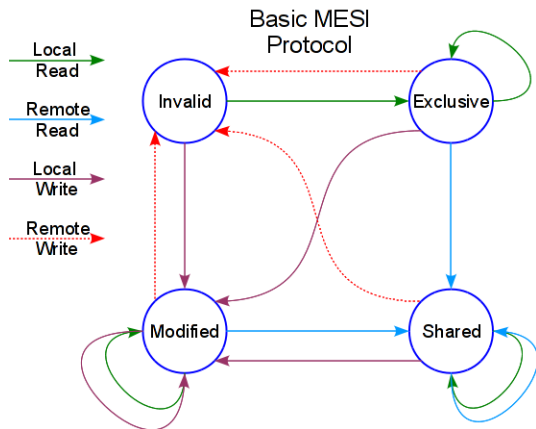 Basic MESI
Protocol
Local
Read
Remote
Read
Local
Write
Remote
Write
Invalid
Exclusive
Modified
Shared